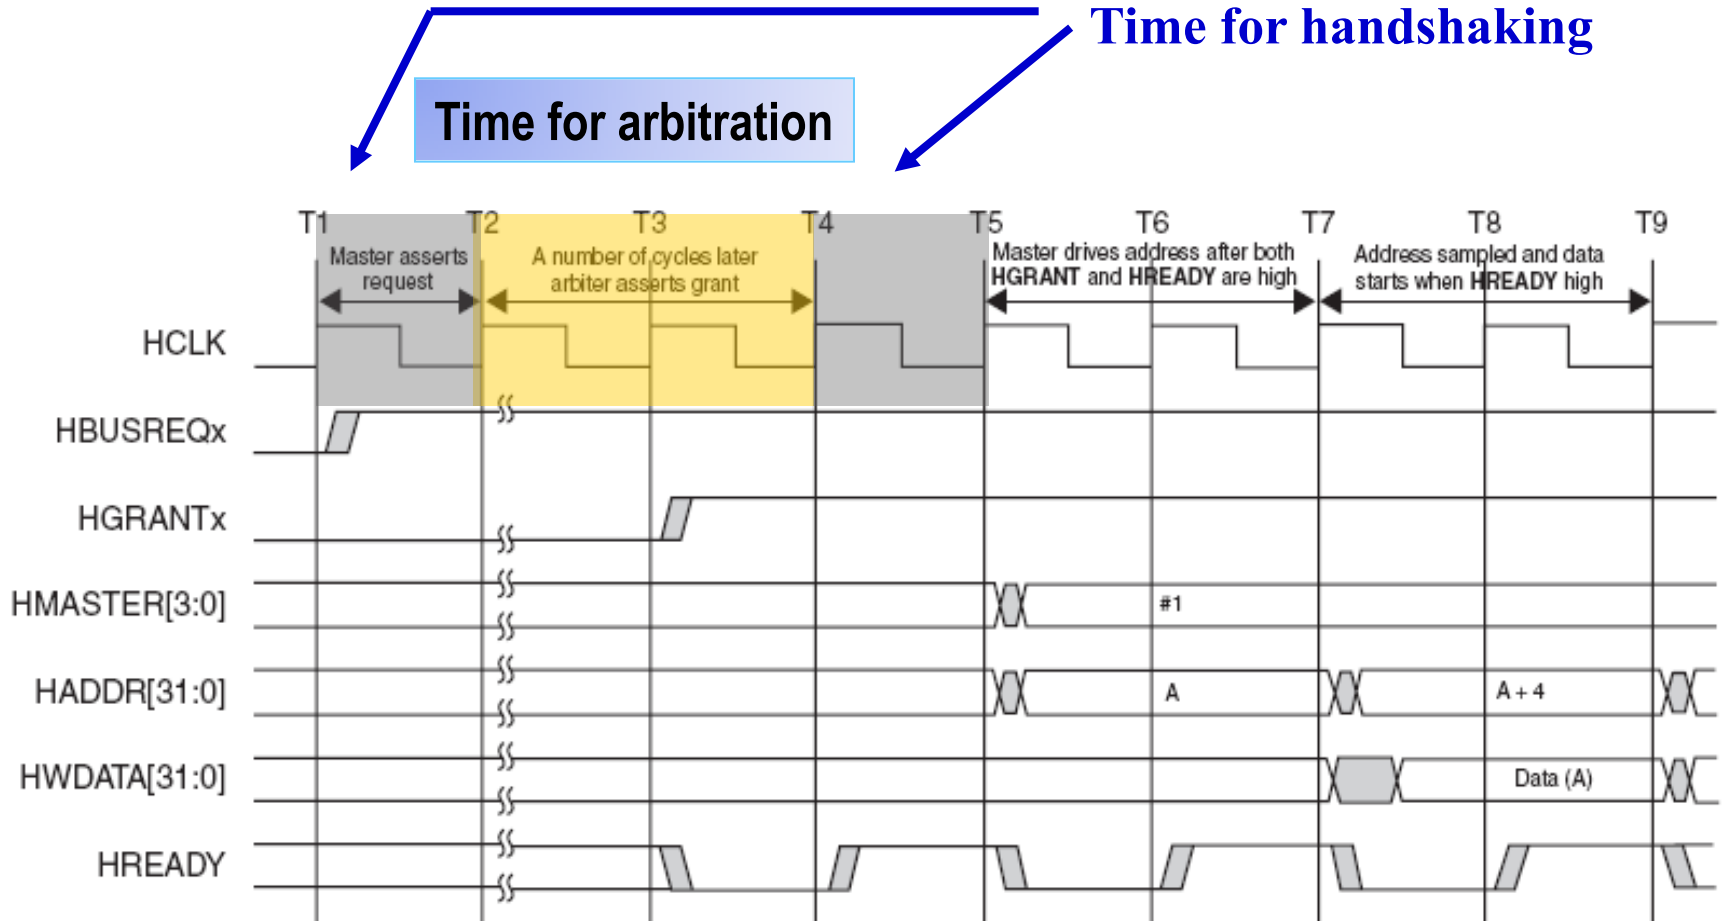 Time for handshaking
Time for arbitration
T1 T2 T3 T4 T5 T6 T7 T8 T9
Master asserts
request
A number of cycles later
arbiter asserts grant
Master drives address after both
HGRANT and HREADY are high
Address sampled and data
starts when HREADY high
HCLK
HBUSREQx
HGRANTx
HMASTER[3:0]
#1
HADDR[31:0]
A
A + 4
HWDATA[31:0]
Data (A)
HREADY